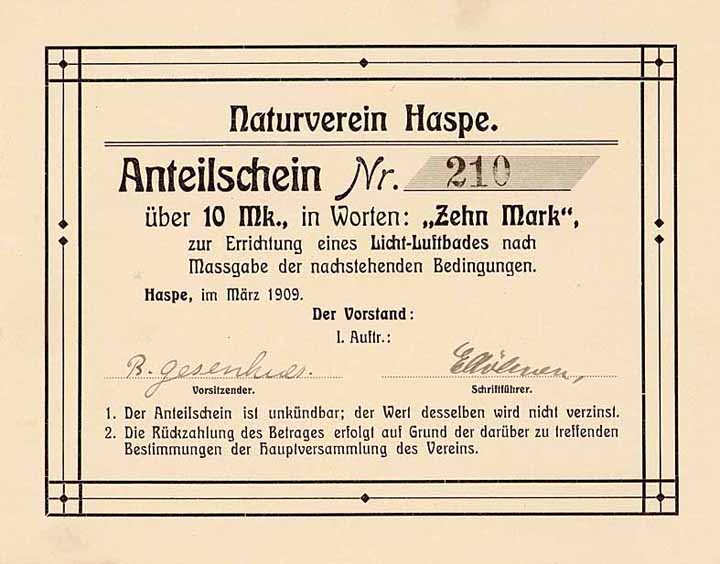 Naturverein Haspe.
Anteilschein Nr. 210
über 10 Mk., in Worten: „Zehn Mark“,
zur Errichtung eines Licht-Luftbades nach
Massgabe der nachstehenden Bedingungen.
Haspe, im März 1909.
Der Vorstand:
I. Auftr.:
B. Gesenhues.
Vorsitzender. Schriftführer.
1. Der Anteilschein ist unkündbar; der Wert desselben wird nicht verzinst.
2. Die Rückzahlung des Betrages erfolgt auf Grund der darüber zu treffenden
Bestimmungen der Hauptversammlung des Vereins.